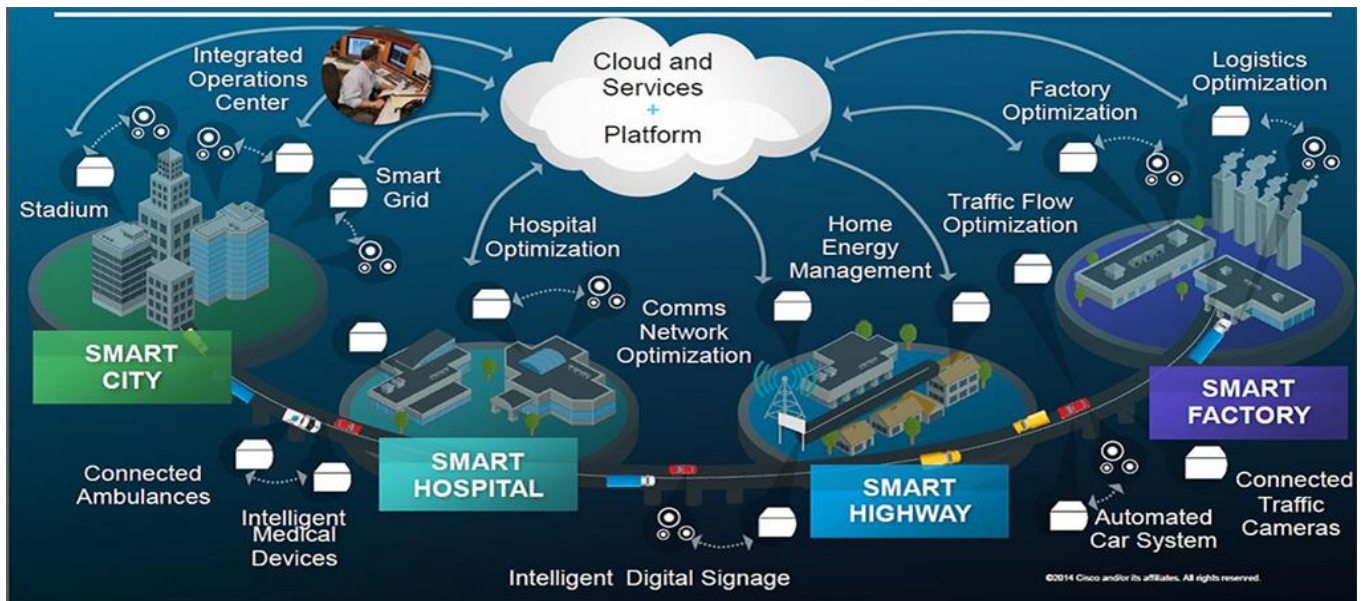 Integrated
Operations
Center
Cloud and
Services
+
Platform
Logistics
Optimization
Factory
Optimization
Stadium
Smart
Grid
Hospital
Optimization
Home
Energy
Management
Traffic Flow
Optimization
Comms
Network
Optimization
SMART
CITY
SMART
HOSPITAL
SMART
HIGHWAY
SMART
FACTORY
Connected
Ambulances
Intelligent
Medical
Devices
Intelligent Digital Signage
Automated
Car System
Connected
Traffic
Cameras
©2014 Cisco and/or its affiliates. All rights reserved.